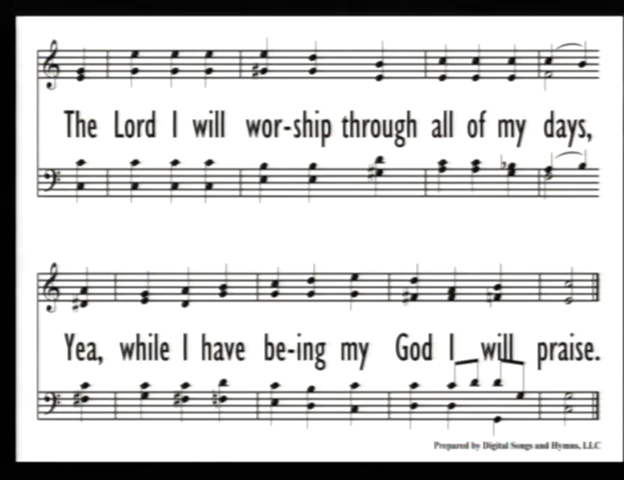 The Lord I will wor-ship through all of my days,
Yea, while I have be-ing my God I will praise.
Prepared by Digital Songs and Hymns, LLC